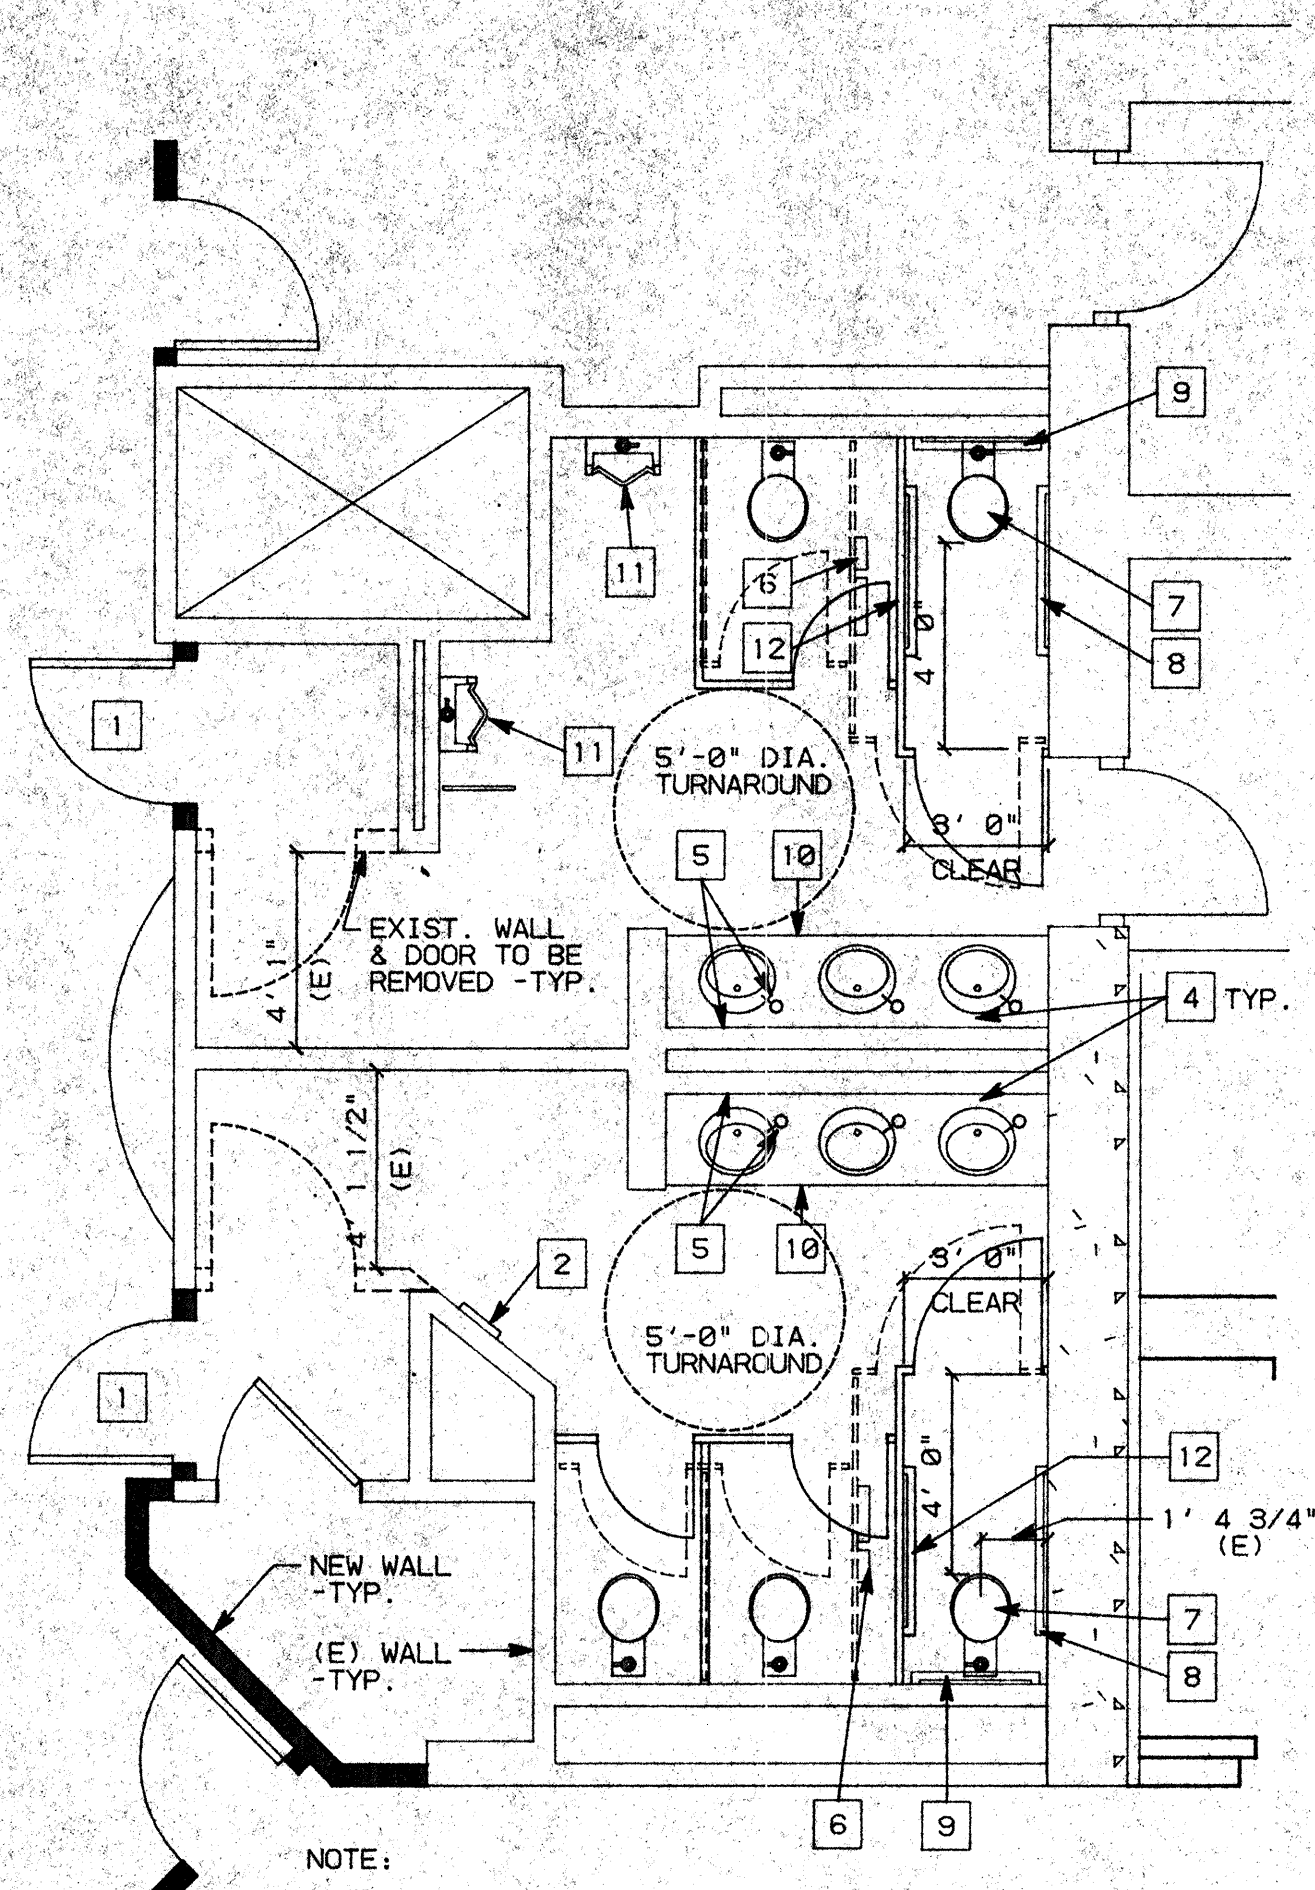 9
11
6
7
12
8
4' 0"
1
11
5'-0" DIA.
TURNAROUND
3' 0"
CLEAR
5
10
EXIST. WALL
& DOOR TO BE
REMOVED -TYP.
4' 1"
(E)
4 TYP.
4' 1 1/2"
(E)
5
10
2
3' 0"
CLEAR
5'-0" DIA.
TURNAROUND
1
4' 0"
12
1' 4 3/4"
(E)
NEW WALL
-TYP.
(E) WALL
-TYP.
7
8
6
9
NOTE: